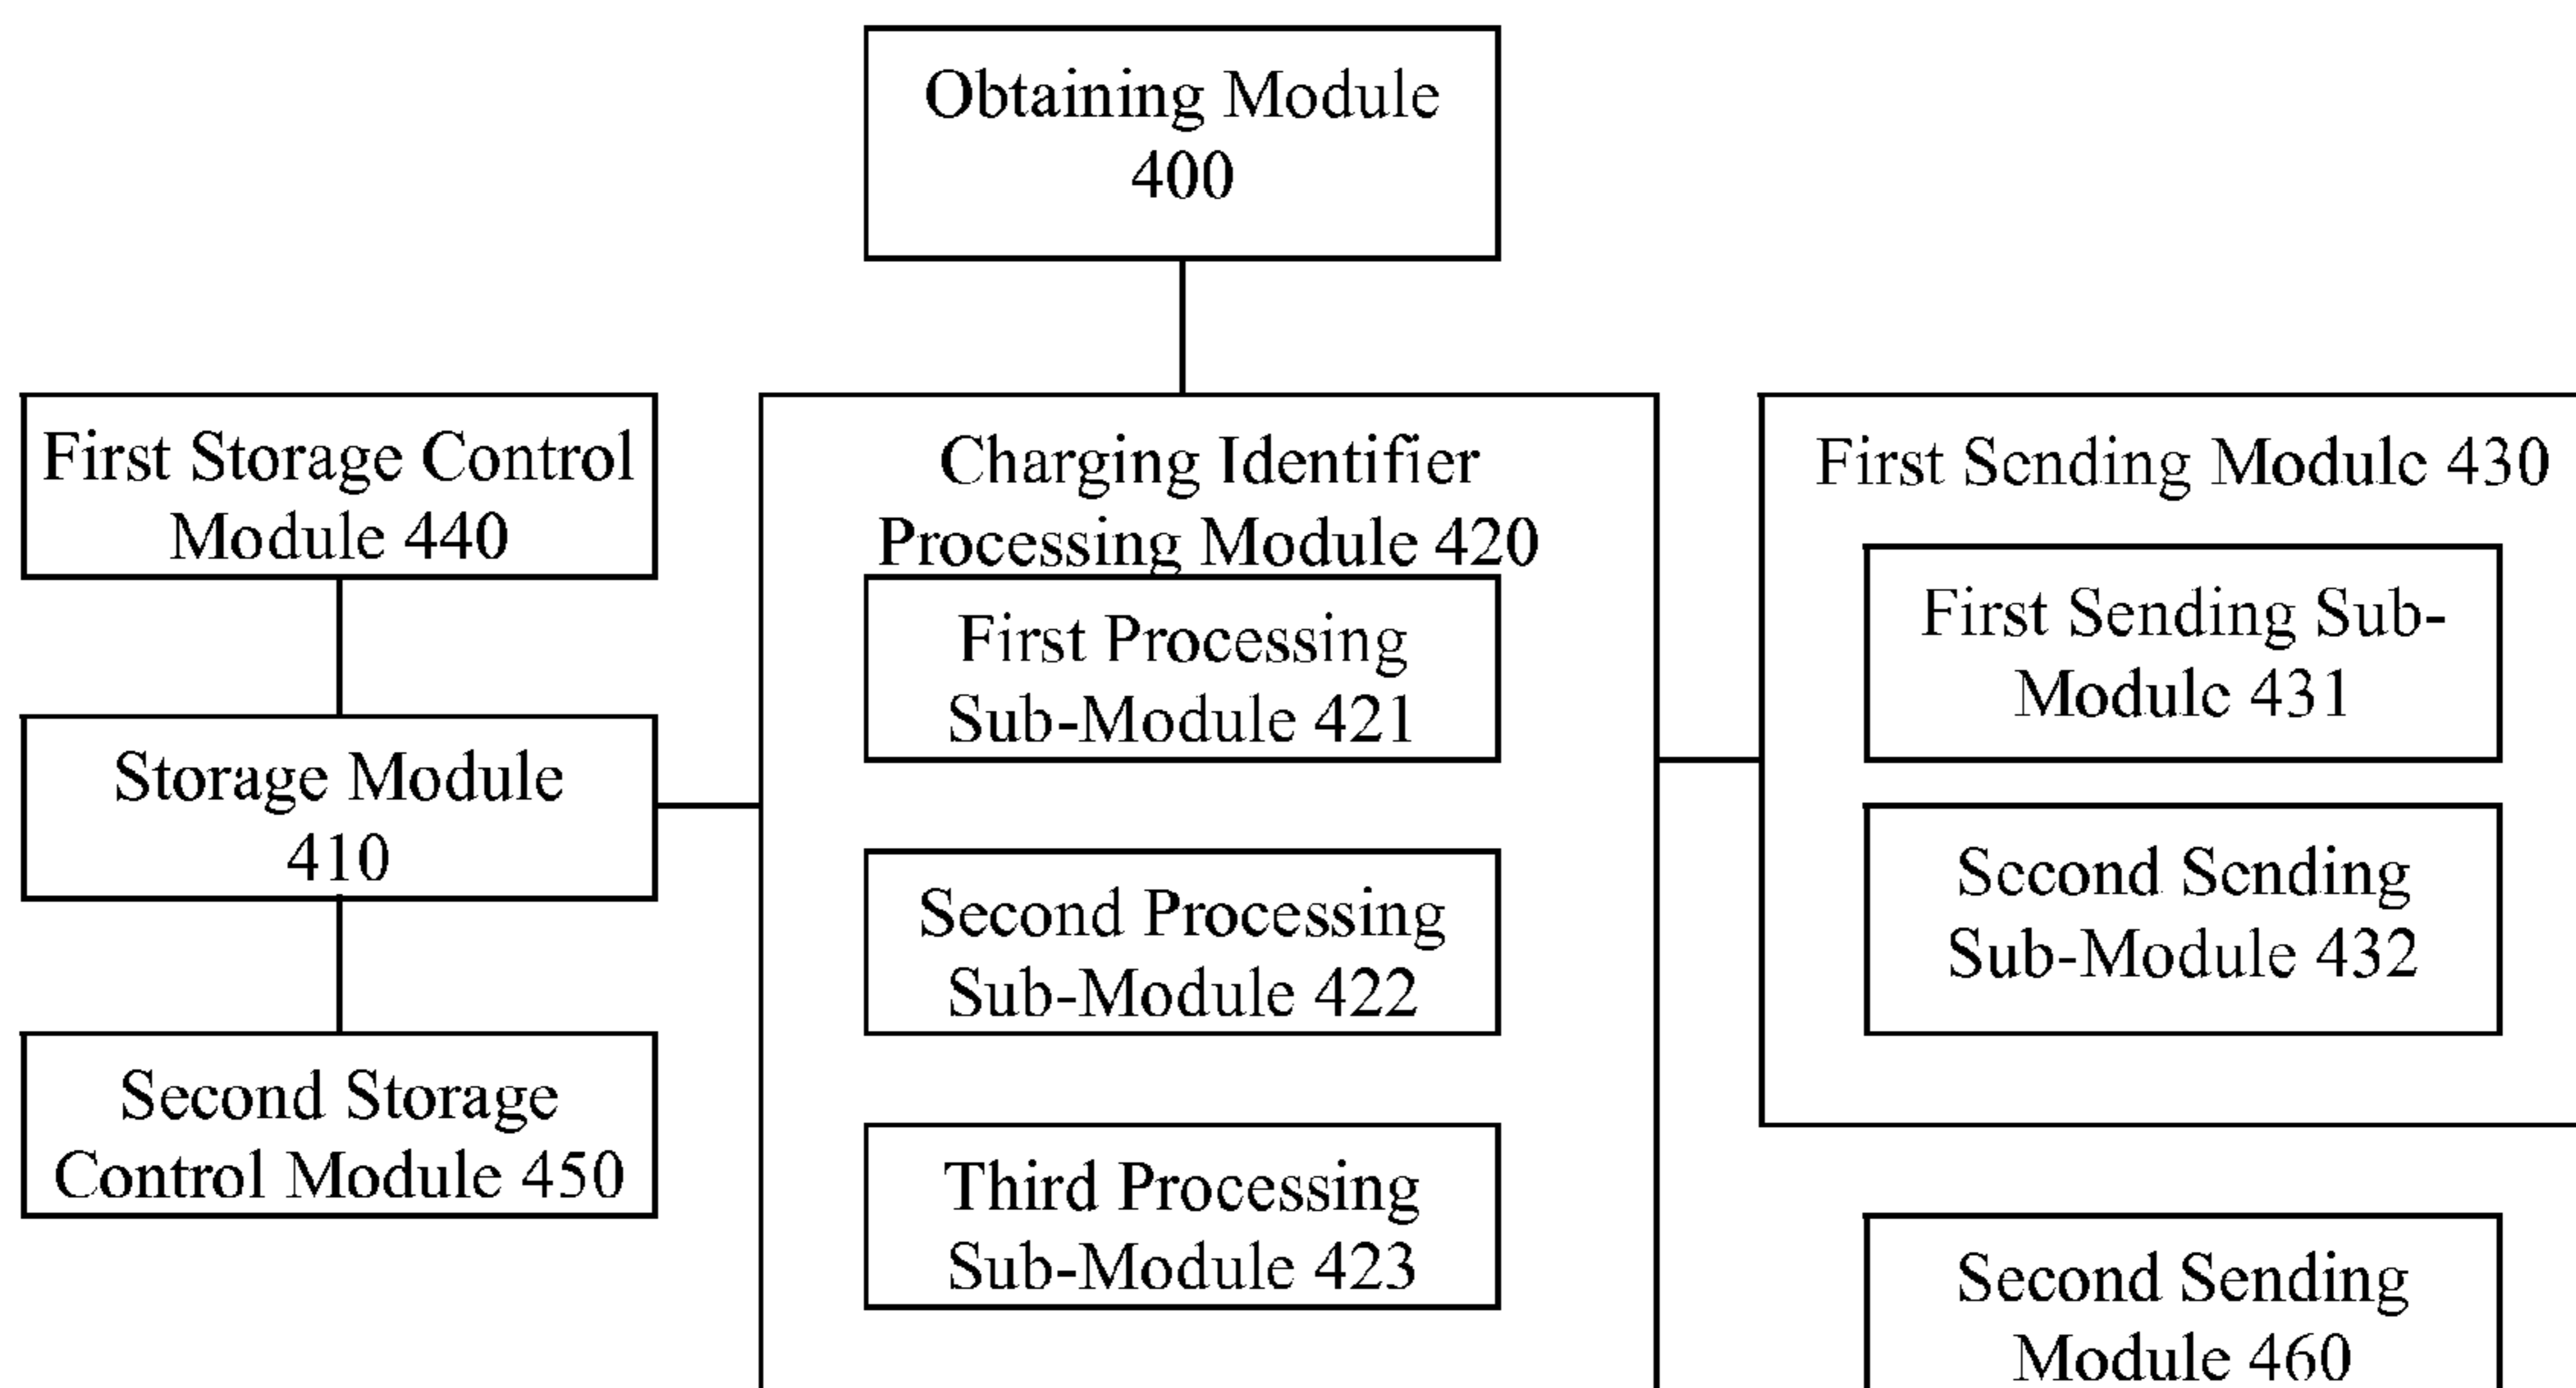 Obtaining Module
400
First Storage Control
Module 440
Storage Module
410
Second Storage
Control Module 450
Charging Identifier
Processing Module 420
First Processing
Sub-Module 421
Second Processing
Sub-Module 422
Third Processing
Sub-Module 423
First Sending Module 430
First Sending Sub-
Module 431
Second Sending
Sub-Module 432
Second Sending
Module 460